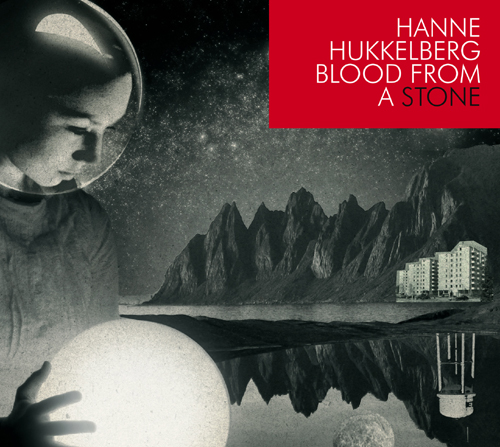 HANNE
HUKKELBERG
BLOOD FROM
A STONE